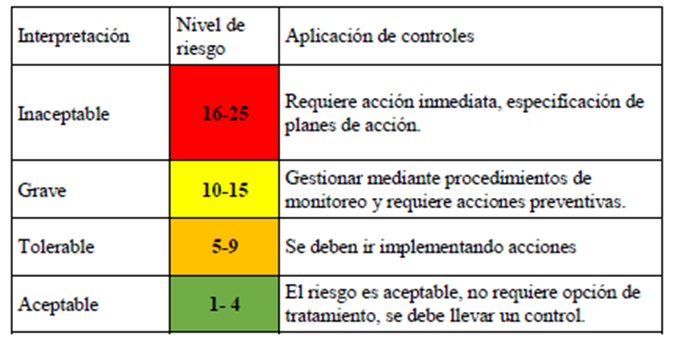 Interpretación
Nivel de
riesgo
Aplicación de controles
Inaceptable
16-25
Requiere acción inmediata, especificación de
planes de acción.
Grave
10-15
Gestionar mediante procedimientos de
monitoreo y requiere acciones preventivas.
Tolerable
5-9
Se deben ir implementando acciones
Aceptable
1- 4
El riesgo es aceptable, no requiere opción de
tratamiento, se debe llevar un control.